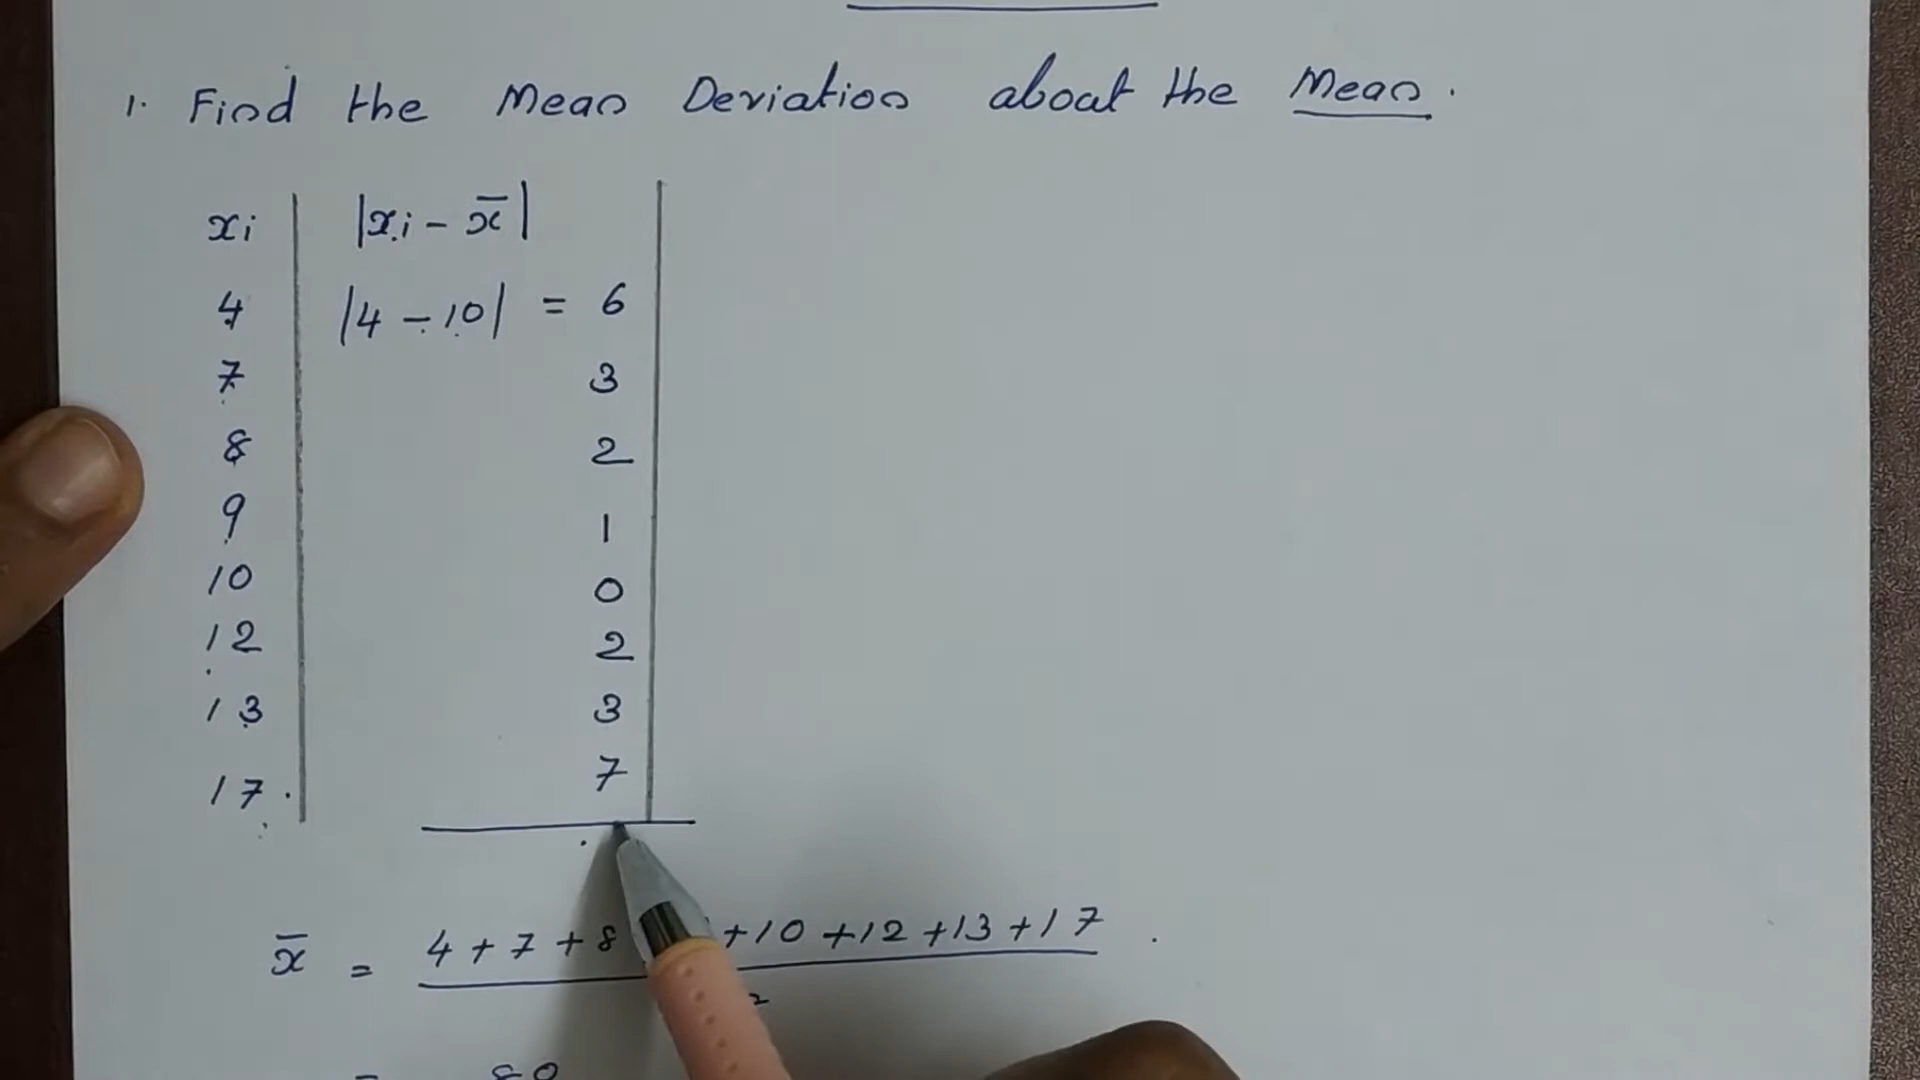 1. Find the Mean Deviation about the Mean.
xi |xi - x̄|
4 |4 - 10| = 6
7 3
8 2
9 1
10 0
12 2
13 3
17. 7
x̄ = 4 + 7 + 8 +10 +12 +13 +17
= 80